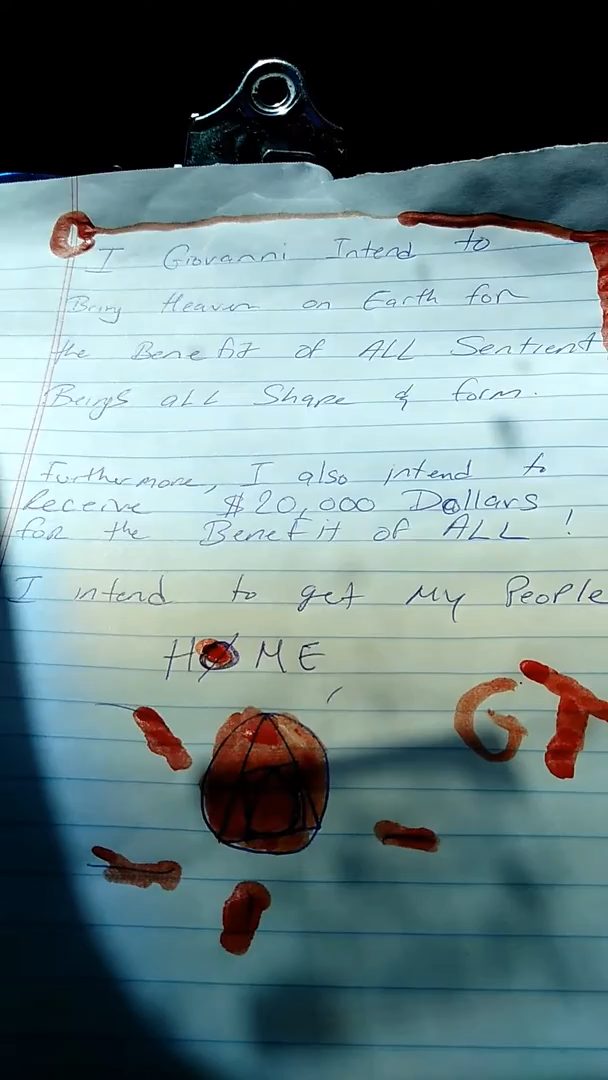 I Giovanni Intend to
Bring Heaven on Earth for
the Benefit of ALL Sentient
Beings aLL Shape & form.
furthermore, I also intend to
Receive $20,000 Dollars
for the Benefit of ALL !
I intend to get My People
HOME
GT